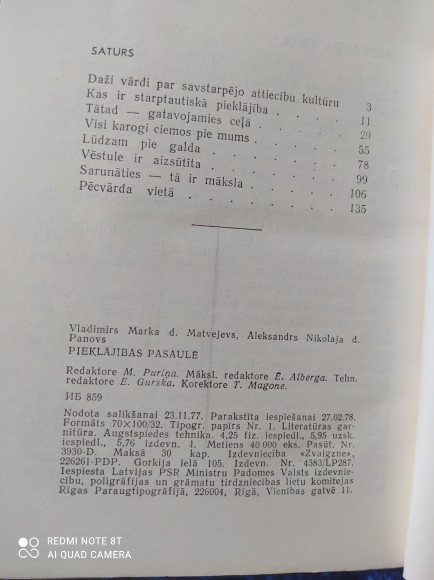 SATURS
Daži vārdi par savstarpējo attiecību kultūru 3
Kas ir starptautiskā pieklājība . . . . 11
Tātad — gatavojamies ceļā . . . . . 29
Visi karogi ciemos pie mums . . . . . 55
Lūdzam pie galda . . . . . . . 78
Vēstule ir aizsūtīta . . . . . . . 99
Sarunāties — tā ir māksla . . . . . 106
Pēcvārda vietā . . . . . . . . 135
Vladimirs Marka d. Matvejevs, Aleksandrs Nikolaja d.
Panovs
PIEKLĀJĪBAS PASAULĒ
Redaktore M. Puriņa. Māksl. redaktore Ē. Alberga. Tehn.
redaktore E. Gurska. Korektore T. Magone.
ИБ 859
Nodota salikšanai 23.11.77. Parakstīta iespiešanai 27.02.78.
Formāts 70×100/32. Tipogr. papīrs Nr. 1. Literatūras gar-
nitūra. Augstspiedes tehnika. 4,25 fiz. iespiedl., 5,95 uzsk.
iespiedl., 5,76 izdevn. l. Metiens 40 000 eks. Pasūt. Nr.
3930-D. Maksā 30 kap. Izdevniecība «Zvaigzne»,
226261-PDP. Gorkija ielā 105. Izdevn. Nr. 4383/LP287.
Iespiesta Latvijas PSR Ministru Padomes Valsts izdevnie-
cību, poligrāfijas un grāmatu tirdzniecības lietu komitejas
Rīgas Paraugtipogrāfijā, 226004, Rīgā, Vienības gatvē 11.
REDMI NOTE 8T
AI QUAD CAMERA